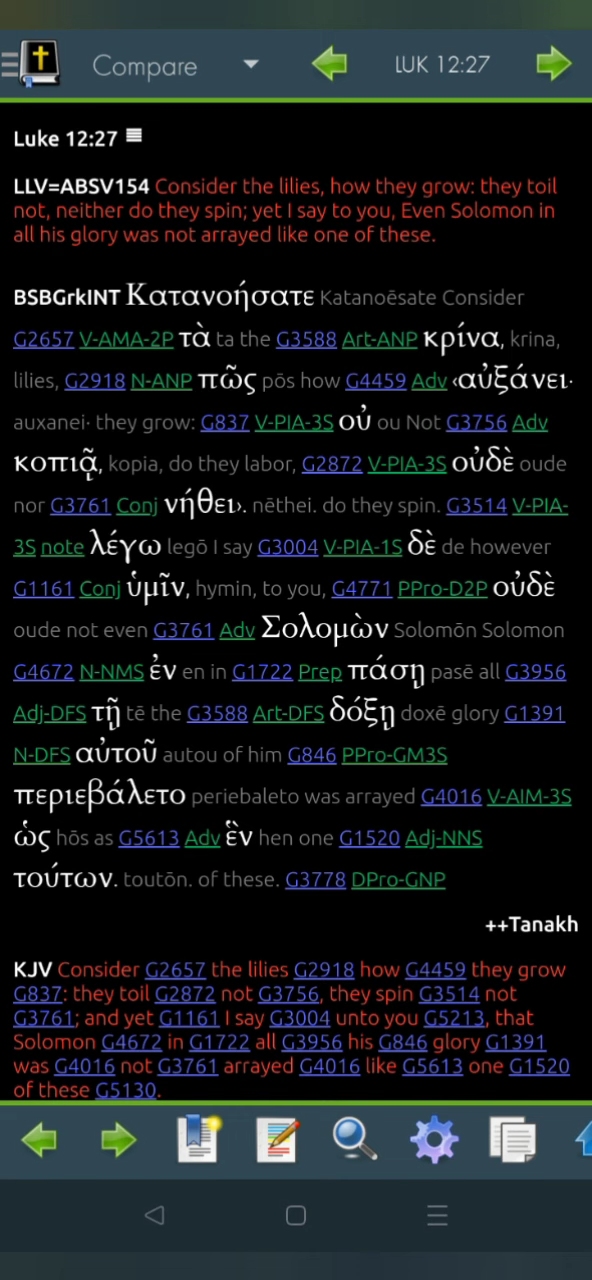 Compare LUK 12:27
Luke 12:27
LLV=ABSV154 Consider the lilies, how they grow: they toil
not, neither do they spin; yet I say to you, Even Solomon in
all his glory was not arrayed like one of these.
BSBGrkINT Κατανοήσατε Katanoēsate Consider
G2657 V-AMA-2P τὰ ta the G3588 Art-ANP κρίνα, krina,
lilies, G2918 N-ANP πῶς pōs how G4459 Adv ‹αὐξάνει·
auxanei· they grow: G837 V-PIA-3S οὐ ou Not G3756 Adv
κοπιᾷ, kopia, do they labor, G2872 V-PIA-3S οὐδὲ oude
nor G3761 Conj νήθει›. nēthei. do they spin. G3514 V-PIA-
3S note λέγω legō I say G3004 V-PIA-1S δὲ de however
G1161 Conj ὑμῖν, hymin, to you, G4771 PPro-D2P οὐδὲ
oude not even G3761 Adv Σολομὼν Solomōn Solomon
G4672 N-NMS ἐν en in G1722 Prep πάσῃ pasē all G3956
Adj-DFS τῇ tē the G3588 Art-DFS δόξῃ doxē glory G1391
N-DFS αὐτοῦ autou of him G846 PPro-GM3S
περιεβάλετο periebaleto was arrayed G4016 V-AIM-3S
ὡς hōs as G5613 Adv ἓν hen one G1520 Adj-NNS
τούτων. toutōn. of these. G3778 DPro-GNP
++Tanakh
KJV Consider G2657 the lilies G2918 how G4459 they grow
G837: they toil G2872 not G3756, they spin G3514 not
G3761; and yet G1161 I say G3004 unto you G5213, that
Solomon G4672 in G1722 all G3956 his G846 glory G1391
was G4016 not G3761 arrayed G4016 like G5613 one G1520
of these G5130.